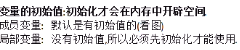 变量的初始值:初始化才会在内存中开辟空间
成员变量: 默认是有初始值的(看图)
局部变量: 没有初始值,所以必须先初始化才能使用.